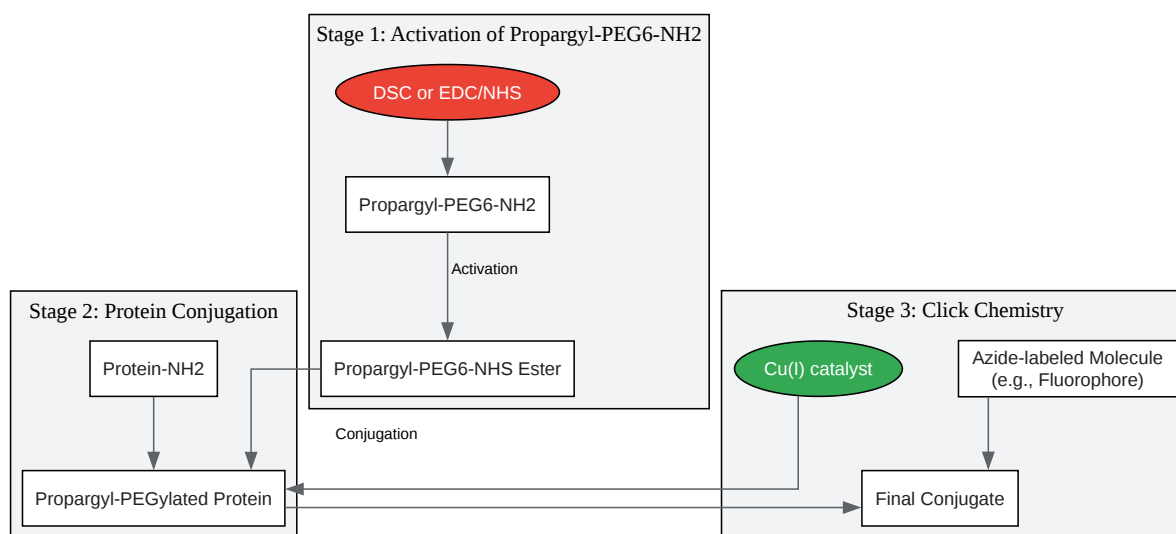 Stage 1: Activation of Propargyl-PEG6-NH2
DSC or EDC/NHS
Propargyl-PEG6-NH2
Activation
Propargyl-PEG6-NHS Ester
Stage 2: Protein Conjugation
Protein-NH2
Conjugation
Propargyl-PEGylated Protein
Stage 3: Click Chemistry
Cu(I) catalyst
Azide-labeled Molecule
(e.g., Fluorophore)
Final Conjugate